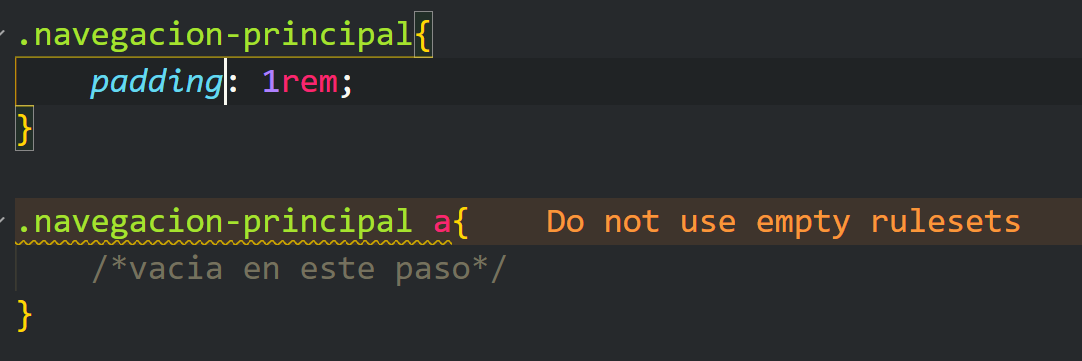 .navegacion-principal{
padding: 1rem;
}
.navegacion-principal a{ Do not use empty rulesets
/*vacia en este paso*/
}